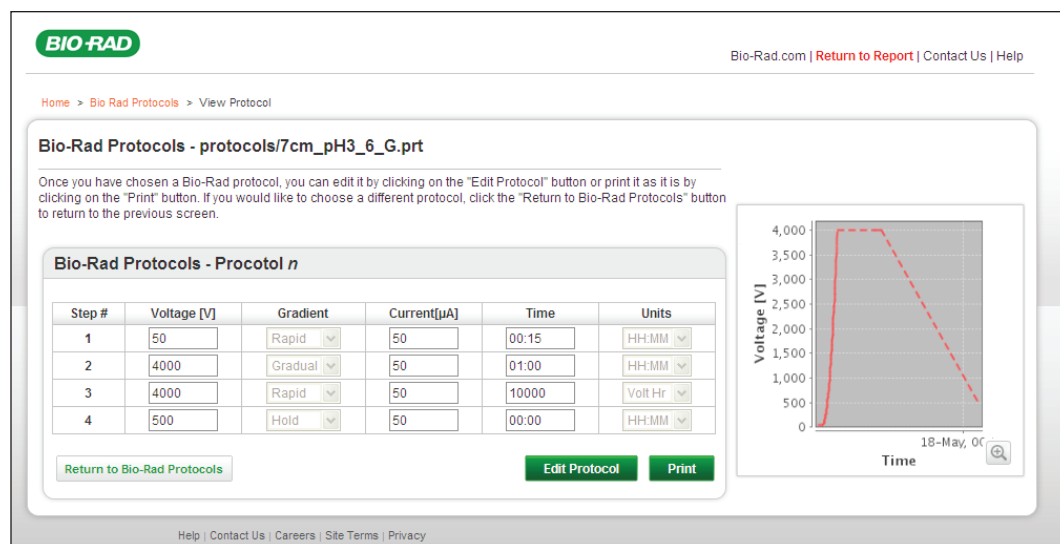 BIO-RAD
Bio-Rad.com | Return to Report | Contact Us | Help
Home > Bio Rad Protocols > View Protocol
Bio-Rad Protocols - protocols/7cm_pH3_6_G.prt
Once you have chosen a Bio-Rad protocol, you can edit it by clicking on the "Edit Protocol" button or print it as it is by
clicking on the "Print" button. If you would like to choose a different protocol, click the "Return to Bio-Rad Protocols" button
to return to the previous screen.
Bio-Rad Protocols - Procotol n
Step # Voltage [V] Gradient Current[µA] Time Units
1 50 Rapid 50 00:15 HH:MM
2 4000 Gradual 50 01:00 HH:MM
3 4000 Rapid 50 10000 Volt Hr
4 500 Hold 50 00:00 HH:MM
Return to Bio-Rad Protocols Edit Protocol Print
4,000
3,500
3,000
2,500
2,000
1,500
1,000
500
0
Voltage [V]
18-May,
Time
Help | Contact Us | Careers | Site Terms | Privacy